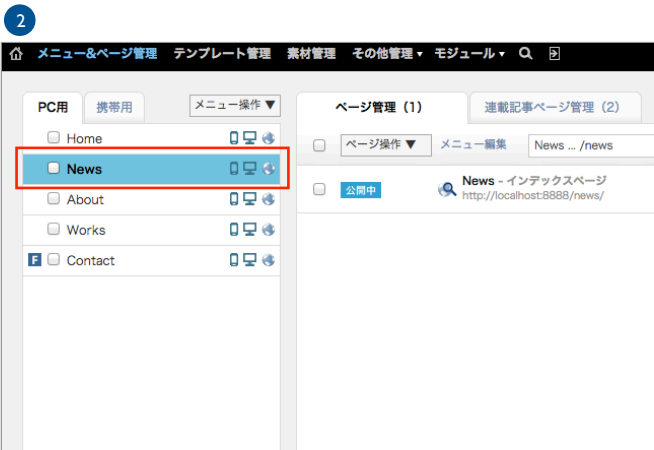 2
メニュー&ページ管理 テンプレート管理 素材管理 その他管理▼ モジュール▼
PC用 携帯用 メニュー操作▼
Home
News
About
Works
F Contact
ページ管理（1） 連載記事ページ管理（2）
ページ操作▼ メニュー編集 News ... /news
公開中 News - インデックスページ
http://localhost:8888/news/